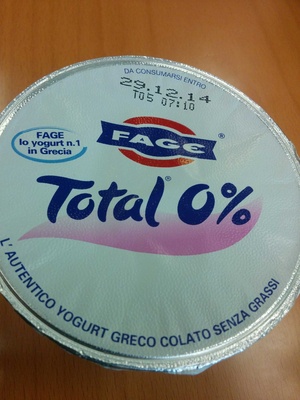 DA CONSUMARSI ENTRO
29.12.14
T05 07:10
FAGE
lo yogurt n.1
in Grecia
FAGE®
Total® 0%
L'AUTENTICO YOGURT GRECO COLATO SENZA GRASSI